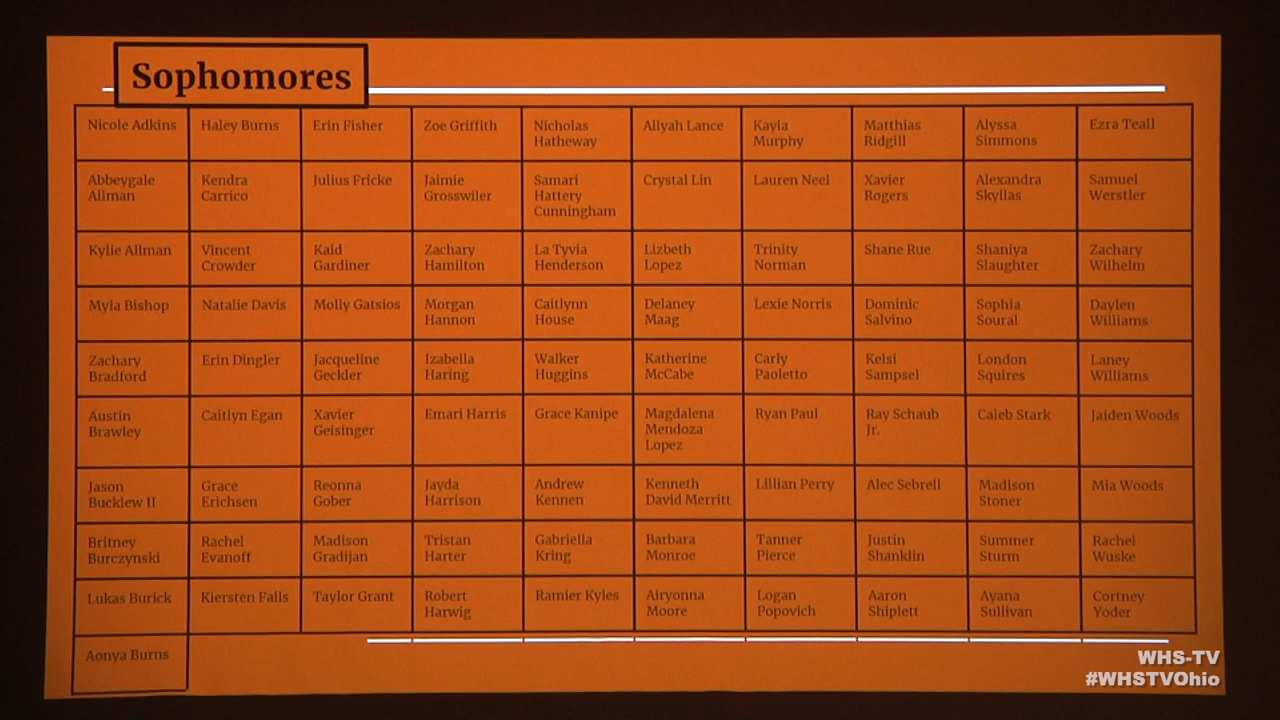 Sophomores
Nicole Adkins
Haley Burns
Erin Fisher
Zoe Griffith
Nicholas
Hatheway
Allyah Lance
Kayla
Murphy
Matthias
Ridgill
Alyssa
Simmons
Ezra Teall
Abbeygale
Allman
Kendra
Carrico
Julius Fricke
Jaimie
Grosswiler
Samari
Hattery
Cunningham
Crystal Lin
Lauren Neel
Xavier
Rogers
Alexandra
Skyllas
Samuel
Werstler
Kylie Allman
Vincent
Crowder
Kaid
Gardiner
Zachary
Hamilton
La Tyvia
Henderson
Lizbeth
Lopez
Trinity
Norman
Shane Rue
Shaniya
Slaughter
Zachary
Wilhelm
Myla Bishop
Natalie Davis
Molly Gatsios
Morgan
Hannon
Caitlynn
House
Delaney
Maag
Lexie Norris
Dominic
Salvino
Sophia
Soural
Daylen
Williams
Zachary
Bradford
Erin Dingler
Jacqueline
Geckler
Izabella
Haring
Walker
Huggins
Katherine
McCabe
Carly
Paoletto
Kelsi
Sampsel
London
Squires
Laney
Williams
Austin
Brawley
Caitlyn Egan
Xavier
Geisinger
Emari Harris
Grace Kanipe
Magdalena
Mendoza
Lopez
Ryan Paul
Ray Schaub
Jr.
Caleb Stark
Jaiden Woods
Jason
Bucklew II
Grace
Erichsen
Reonna
Gober
Jayda
Harrison
Andrew
Kennen
Kenneth
David Merritt
Lillian Perry
Alec Sebrell
Madison
Stoner
Mia Woods
Britney
Burczynski
Rachel
Evanoff
Madison
Gradijan
Tristan
Harter
Gabriella
Kring
Barbara
Monroe
Tanner
Pierce
Justin
Shanklin
Summer
Sturm
Rachel
Wuske
Lukas Burick
Kiersten Falls
Taylor Grant
Robert
Harwig
Ramier Kyles
Airyonna
Moore
Logan
Popovich
Aaron
Shiplett
Ayana
Sullivan
Cortney
Yoder
Aonya Burns
WHS-TV
#WHSTVOhio